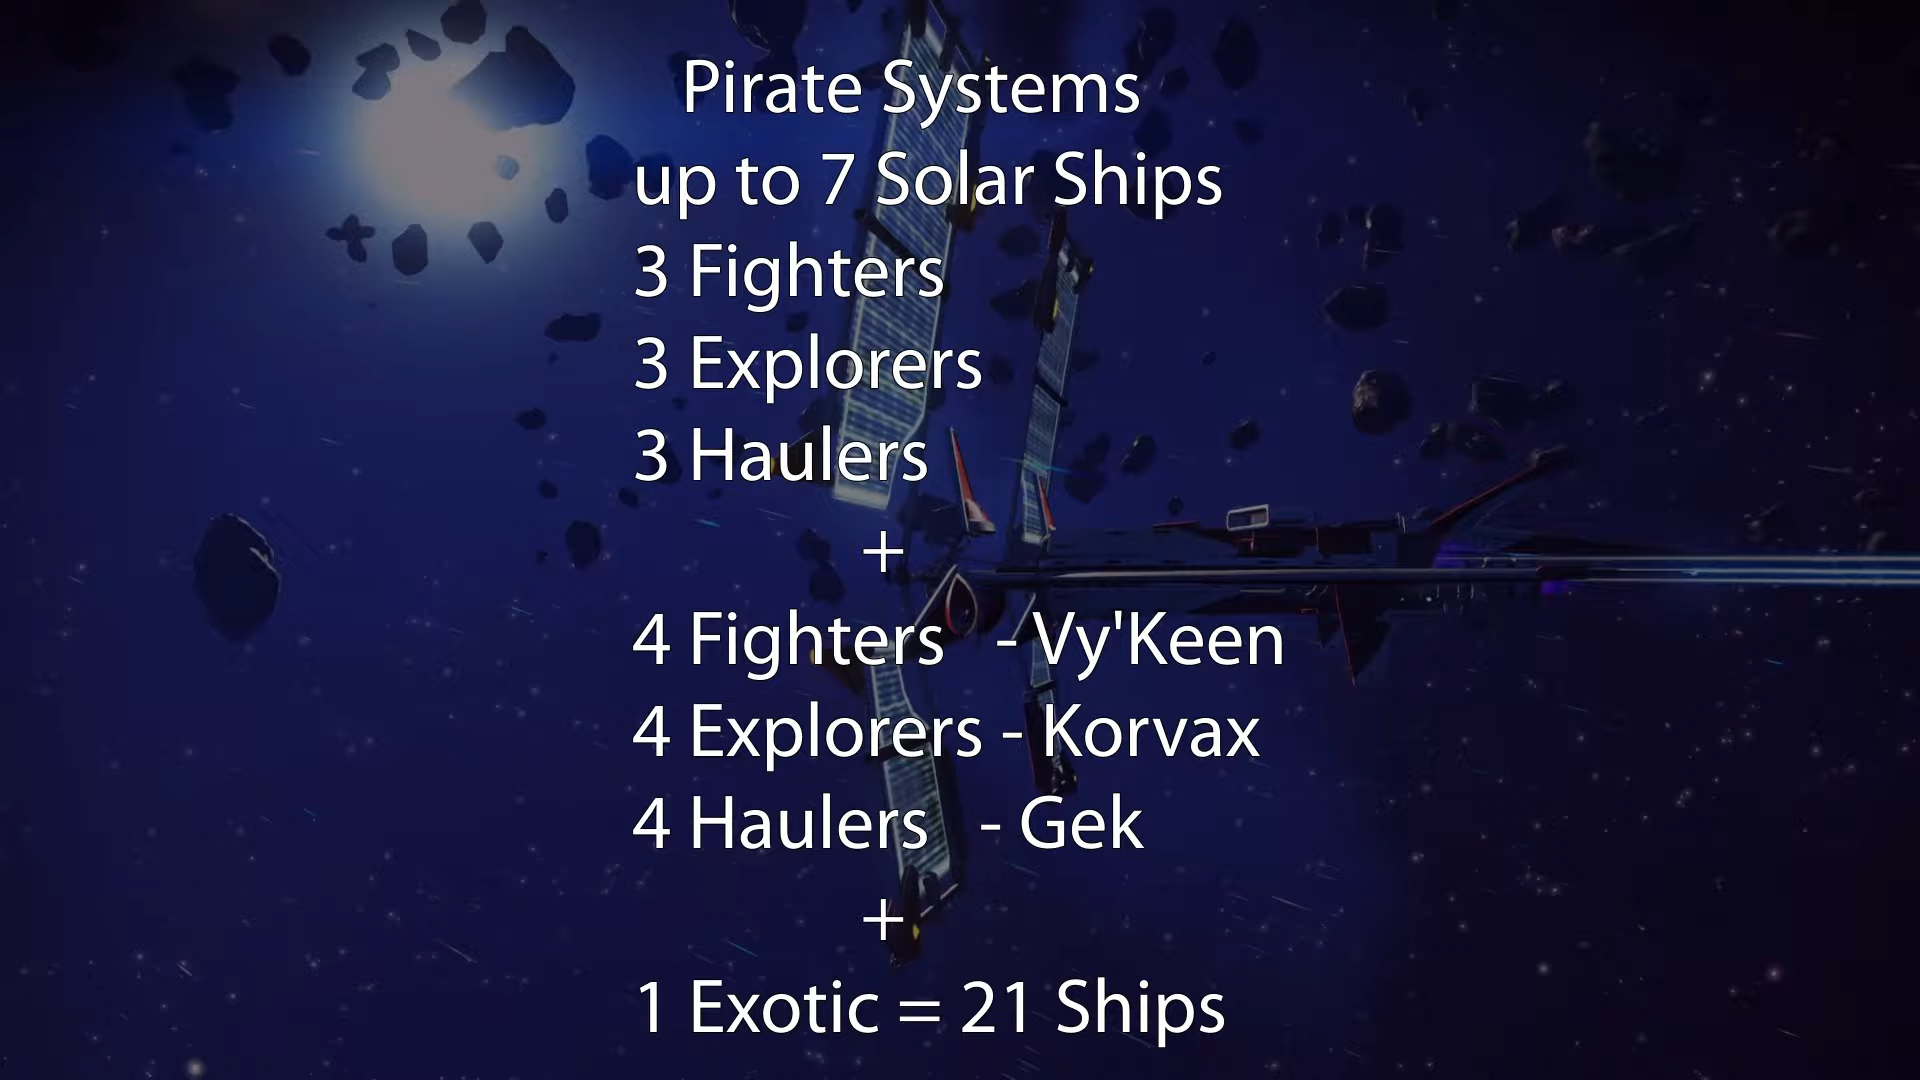 Pirate Systems
up to 7 Solar Ships
3 Fighters
3 Explorers
3 Haulers
+
4 Fighters - Vy'Keen
4 Explorers - Korvax
4 Haulers - Gek
+
1 Exotic = 21 Ships